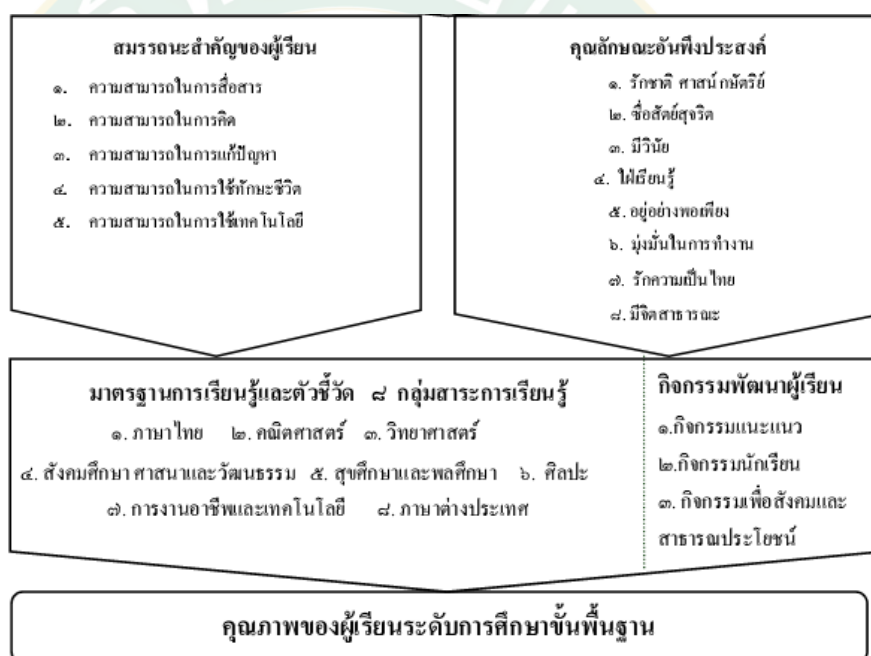 สมรรถนะสำคัญของผู้เรียน
๑. ความสามารถในการสื่อสาร
๒. ความสามารถในการคิด
๓. ความสามารถในการแก้ปัญหา
๔ ความสามารถในการใช้ทักษะชีวิต
๕. ความสามารถในการใช้เทคโนโลยี
คุณลักษณะอันพึงประสงค์
๑. รักชาติ ศาสน์ กษัตริย์
๒. ซื่อสัตย์สุจริต
๓. มีวินัย
๔. ใฝ่เรียนรู้
๕. อยู่อย่างพอเพียง
๖. มุ่งมั่นในการทำงาน
๗. รักความเป็นไทย
๘. มีจิตสาธารณะ
มาตรฐานการเรียนรู้และตัวชี้วัด ๘ กลุ่มสาระการเรียนรู้
๑. ภาษาไทย ๒. คณิตศาสตร์ ๓. วิทยาศาสตร์
๔. สังคมศึกษา ศาสนาและวัฒนธรรม ๕. สุขศึกษาและพลศึกษา ๖. ศิลปะ
๗. การงานอาชีพและเทคโนโลยี ๘. ภาษาต่างประเทศ
กิจกรรมพัฒนาผู้เรียน
๑.กิจกรรมแนะแนว
๒.กิจกรรมนักเรียน
๓. กิจกรรมเพื่อสังคมและ
สาธารณประโยชน์
คุณภาพของผู้เรียนระดับการศึกษาขั้นพื้นฐาน